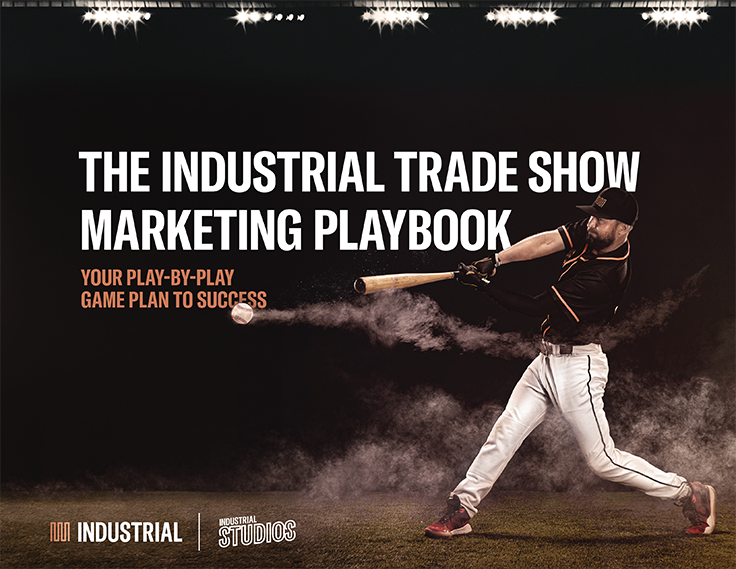 THE INDUSTRIAL TRADE SHOW
MARKETING PLAYBOOK
YOUR PLAY-BY-PLAY
GAME PLAN TO SUCCESS
INDUSTRIAL
INDUSTRIAL
STUDIOS